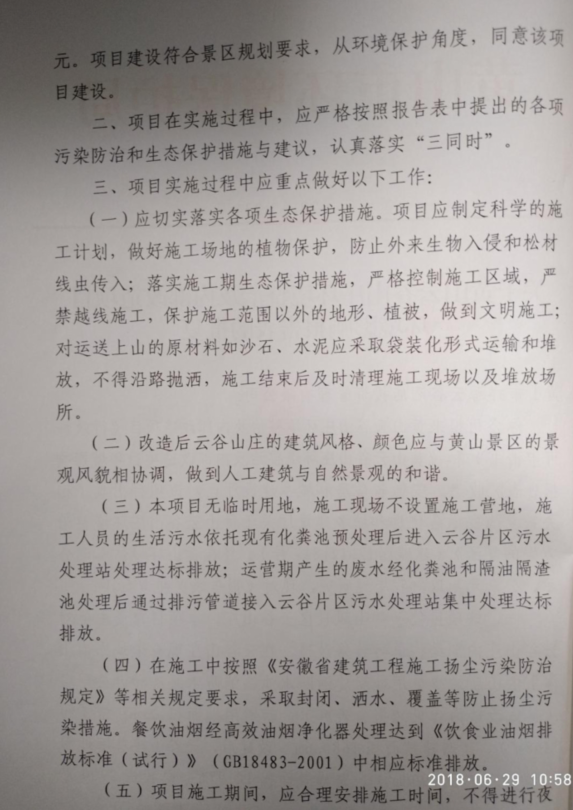 元。项目建设符合景区规划要求，从环境保护角度，同意该项
目建设。
二、项目在实施过程中，应严格按照报告表中提出的各项
污染防治和生态保护措施与建议，认真落实“三同时”。
三、项目实施过程中应重点做好以下工作：
（一）应切实落实各项生态保护措施。项目应制定科学的施
工计划，做好施工场地的植物保护，防止外来生物入侵和松材
线虫传入；落实施工期生态保护措施，严格控制施工区域，严
禁越线施工，保护施工范围以外的地形、植被，做到文明施工；
对运送上山的原材料如沙石、水泥应采取袋装化形式运输和堆
放，不得沿路抛洒，施工结束后及时清理施工现场以及堆放场
所。
（二）改造后云谷山庄的建筑风格、颜色应与黄山景区的景
观风貌相协调，做到人工建筑与自然景观的和谐。
（三）本项目无临时用地，施工现场不设置施工营地，施
工人员的生活污水依托现有化粪池预处理后进入云谷片区污水
处理站处理达标排放；运营期产生的废水经化粪池和隔油隔渣
池处理后通过排污管道接入云谷片区污水处理站集中处理达标
排放。
（四）在施工中按照《安徽省建筑工程施工扬尘污染防治
规定》等相关规定要求，采取封闭、洒水、覆盖等防止扬尘污
染措施。餐饮油烟经高效油烟净化器处理达到《饮食业油烟排
放标准（试行）》（GB18483-2001）中相应标准排放。
2018·06·29 10:58
（五）项目施工期间，应合理安排施工时间，不得进行夜